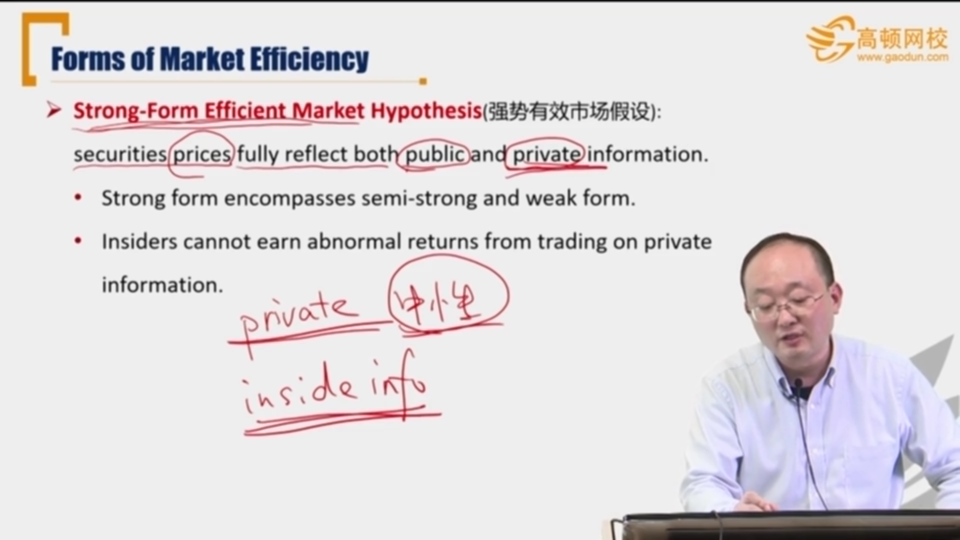 Forms of Market Efficiency
高顿网校
www.gaodun.com
➢ Strong-Form Efficient Market Hypothesis(强势有效市场假设):
securities prices fully reflect both public and private information.
• Strong form encompasses semi-strong and weak form.
• Insiders cannot earn abnormal returns from trading on private
information.
private 中性
inside info